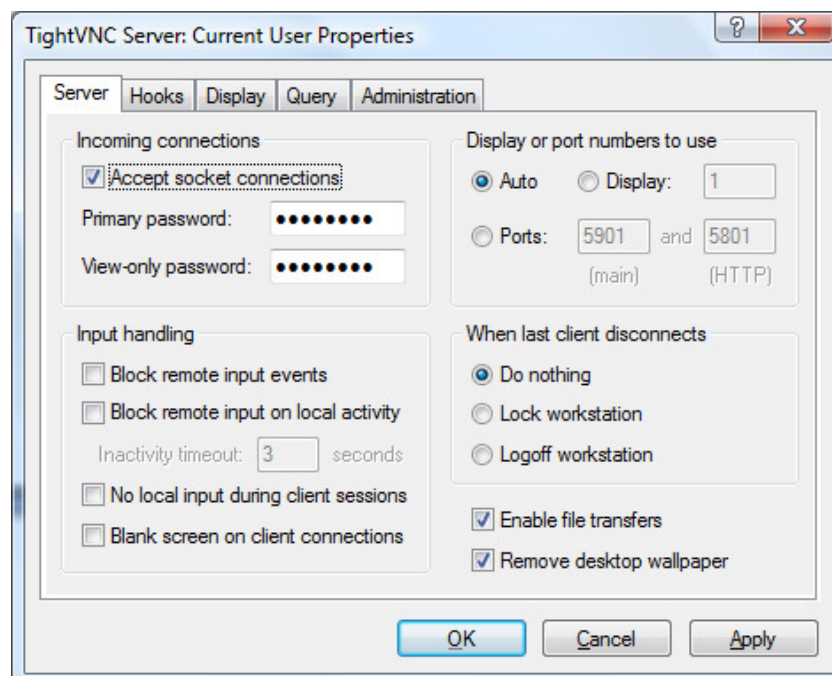 TightVNC Server: Current User Properties
Server Hooks Display Query Administration
Incoming connections
Accept socket connections
Primary password: ●●●●●●●●
View-only password: ●●●●●●●●
Display or port numbers to use
Auto Display: 1
Ports: 5901 and 5801
(main) (HTTP)
Input handling
Block remote input events
Block remote input on local activity
Inactivity timeout: 3 seconds
No local input during client sessions
Blank screen on client connections
When last client disconnects
Do nothing
Lock workstation
Logoff workstation
Enable file transfers
Remove desktop wallpaper
OK Cancel Apply